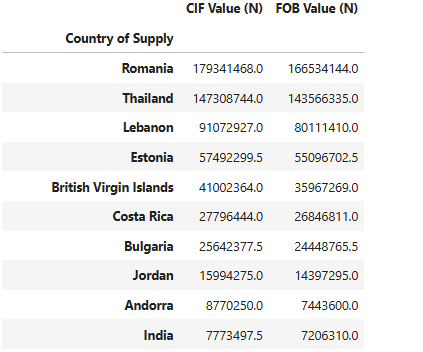 CIF Value (N) FOB Value (N)
Country of Supply
Romania 179341468.0 166534144.0
Thailand 147308744.0 143566335.0
Lebanon 91072927.0 80111410.0
Estonia 57492299.5 55096702.5
British Virgin Islands 41002364.0 35967269.0
Costa Rica 27796444.0 26846811.0
Bulgaria 25642377.5 24448765.5
Jordan 15994275.0 14397295.0
Andorra 8770250.0 7443600.0
India 7773497.5 7206310.0